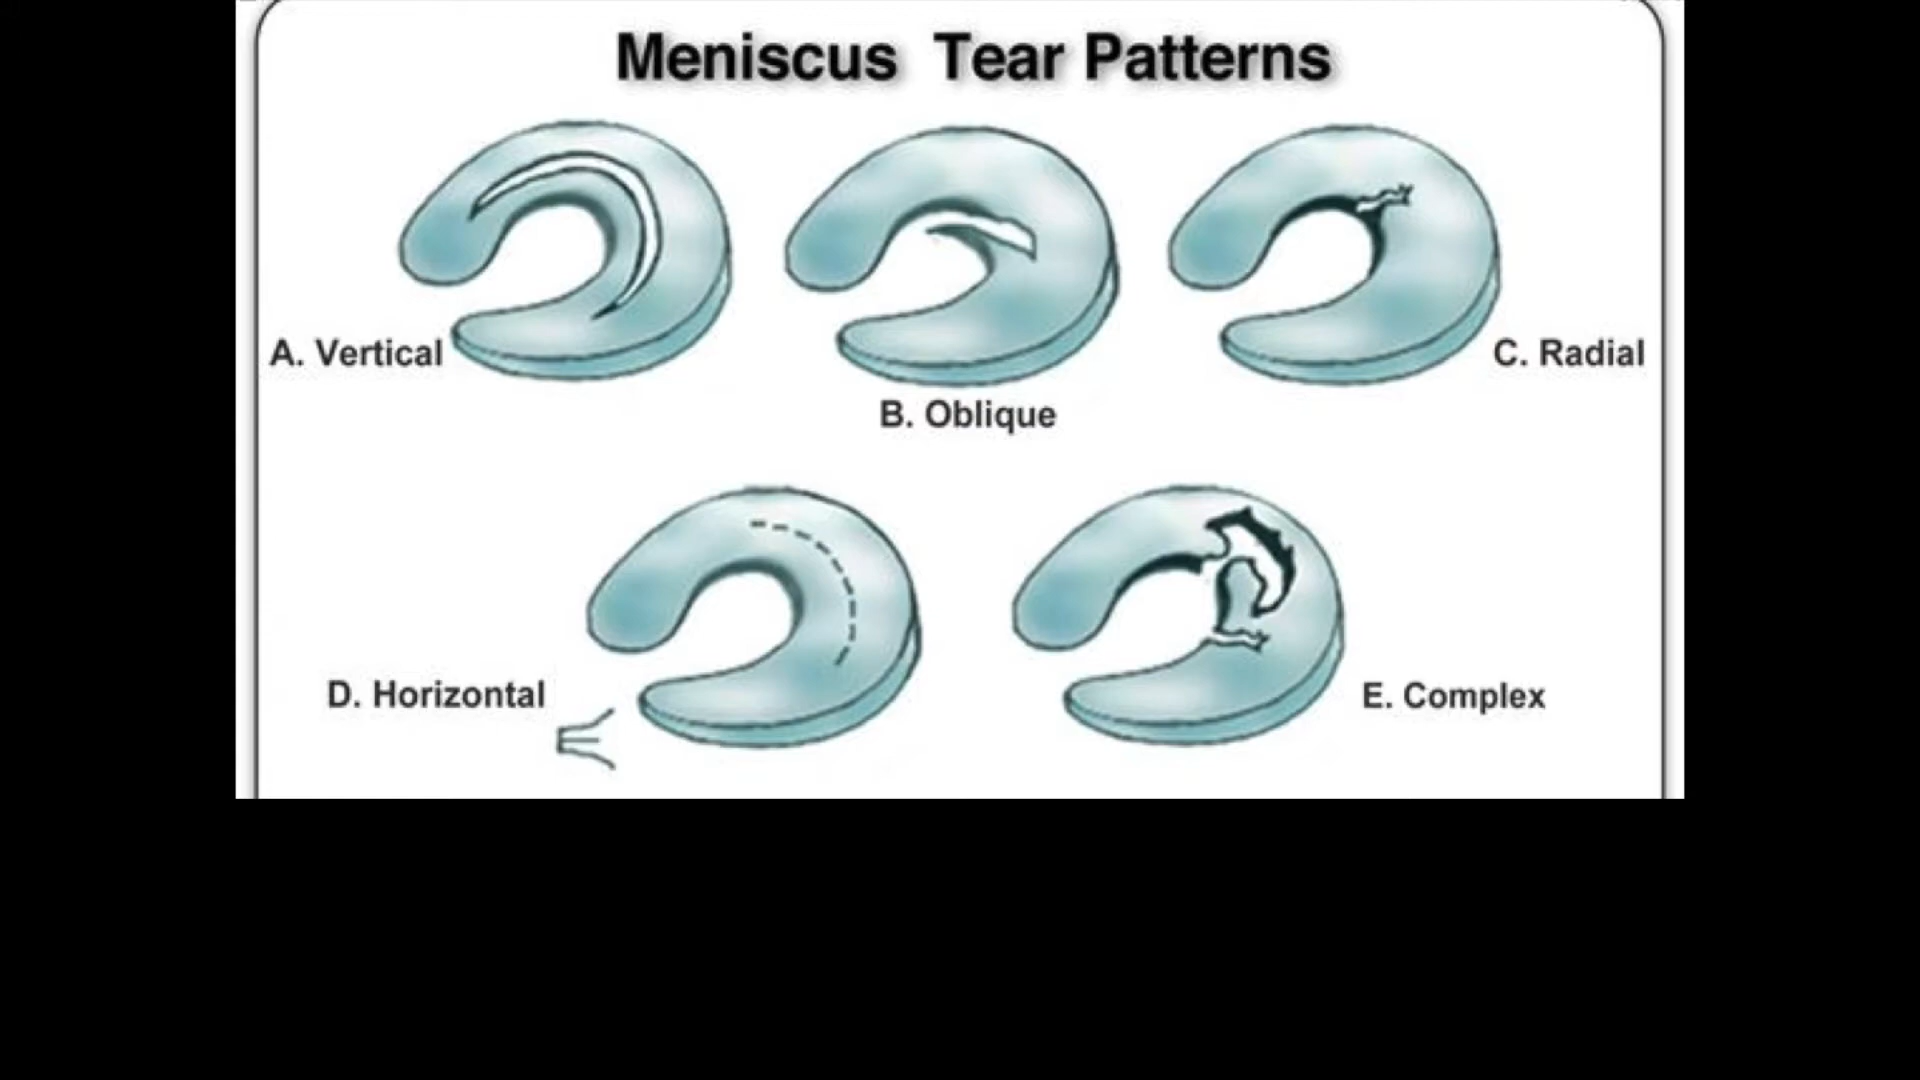 Meniscus Tear Patterns
A. Vertical
B. Oblique
C. Radial
D. Horizontal
E. Complex